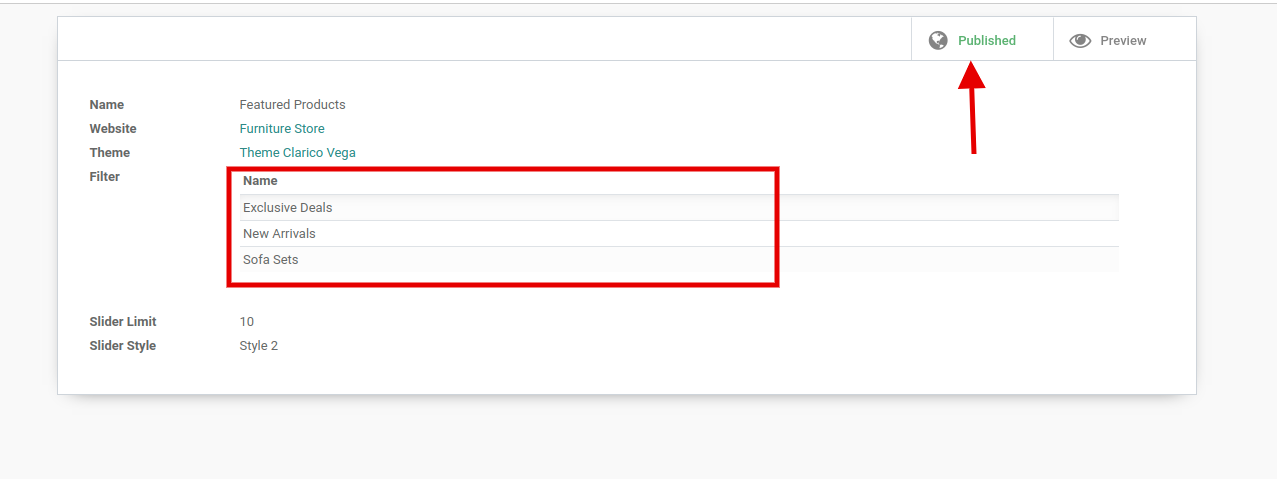 Published Preview
Name Featured Products
Website Furniture Store
Theme Theme Clarico Vega
Filter
Name
Exclusive Deals
New Arrivals
Sofa Sets
Slider Limit 10
Slider Style Style 2